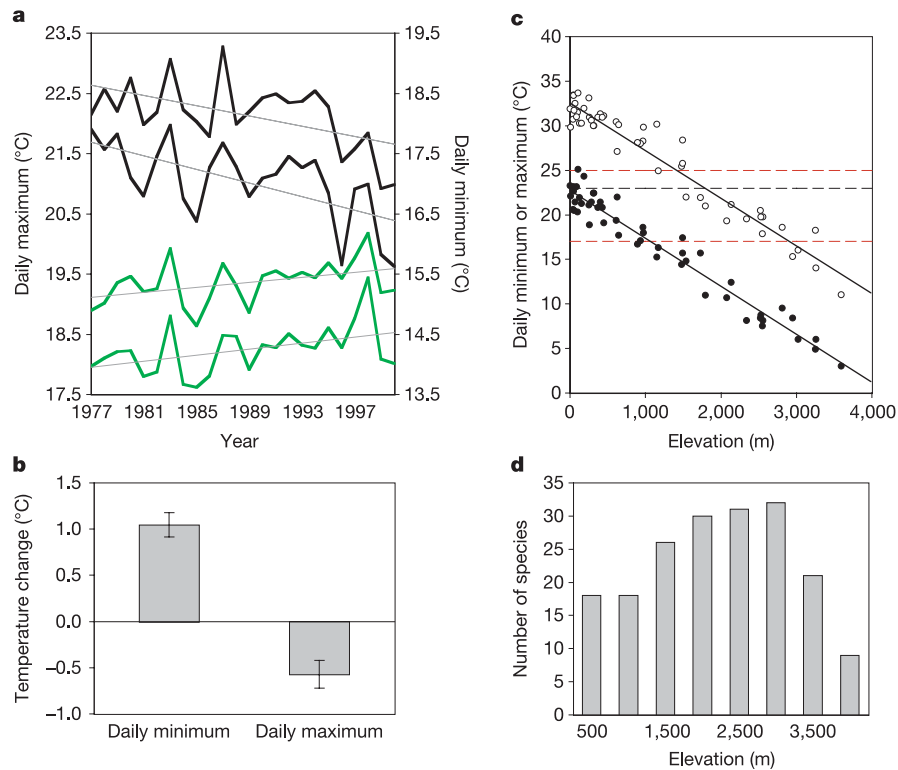 a
23.5
22.5
21.5
20.5
19.5
18.5
17.5
Daily maximum (°C)
19.5
18.5
17.5
16.5
15.5
14.5
13.5
Daily minimum (°C)
1977 1981 1985 1989 1993 1997
Year
b
1.5
1.0
0.5
0.0
–0.5
–1.0
Temperature change (°C)
Daily minimum Daily maximum
c
40
35
30
25
20
15
10
5
0
Daily minimum or maximum (°C)
0 1,000 2,000 3,000 4,000
Elevation (m)
d
35
30
25
20
15
10
5
0
Number of species
500 1,500 2,500 3,500
Elevation (m)